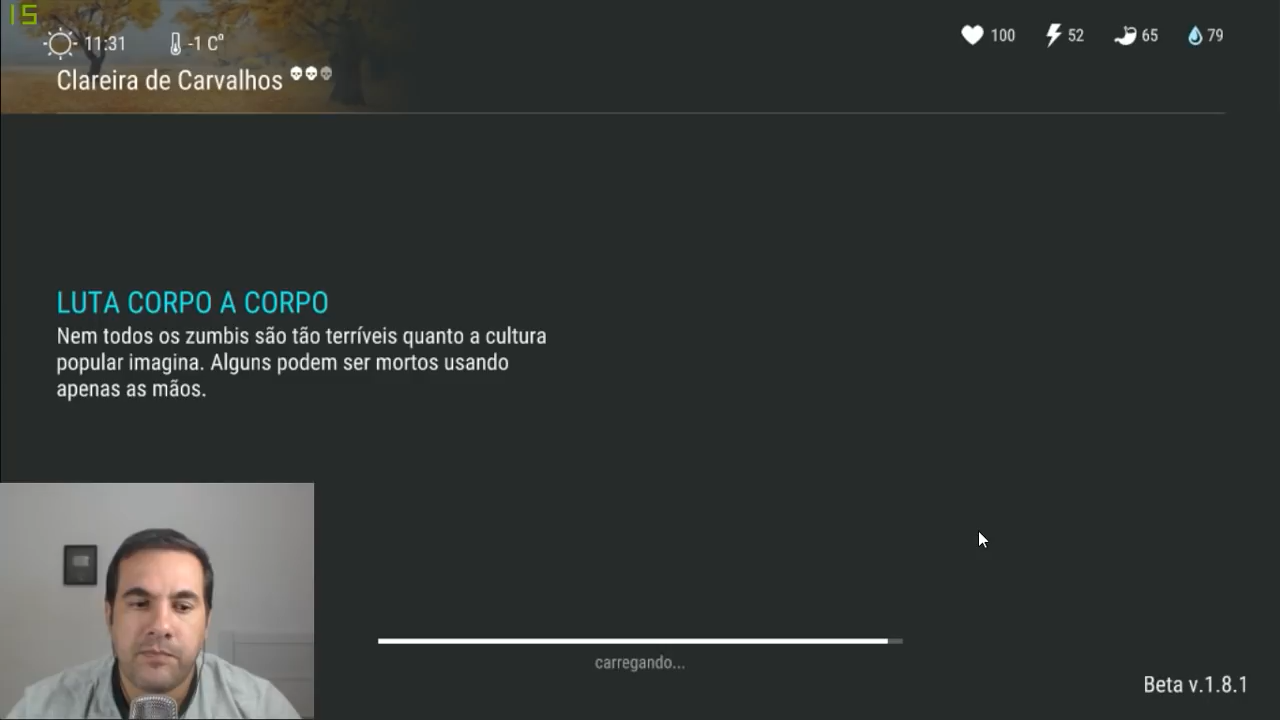 15
11:31 -1 Cº
100 52 65 79
Clareira de Carvalhos
LUTA CORPO A CORPO
Nem todos os zumbis são tão terríveis quanto a cultura
popular imagina. Alguns podem ser mortos usando
apenas as mãos.
carregando...
Beta v.1.8.1